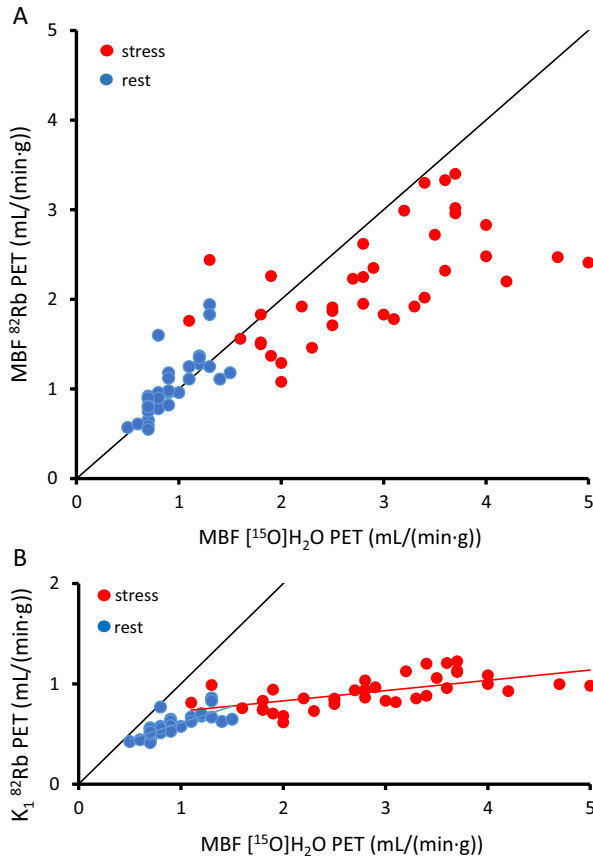 A
5
stress
rest
4
3
2
1
0
MBF ⁸²Rb PET (mL/(min·g))
0 1 2 3 4 5
MBF [¹⁵O]H₂O PET (mL/(min·g))
B
2
stress
rest
1
0
K₁ ⁸²Rb PET (mL/(min·g))
0 1 2 3 4 5
MBF [¹⁵O]H₂O PET (mL/(min·g))